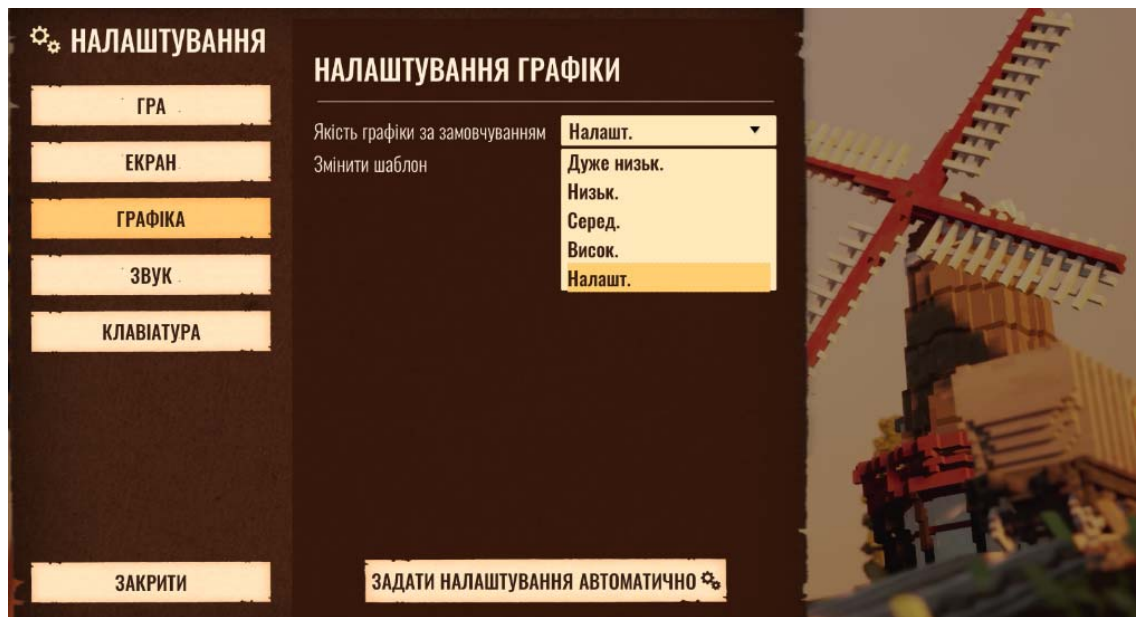 НАЛАШТУВАННЯ
ГРА
ЕКРАН
ГРАФІКА
ЗВУК
КЛАВІАТУРА
ЗАКРИТИ
НАЛАШТУВАННЯ ГРАФІКИ
Якість графіки за замовчуванням Налашт.
Змінити шаблон
Дуже низьк.
Низьк.
Серед.
Висок.
Налашт.
ЗАДАТИ НАЛАШТУВАННЯ АВТОМАТИЧНО